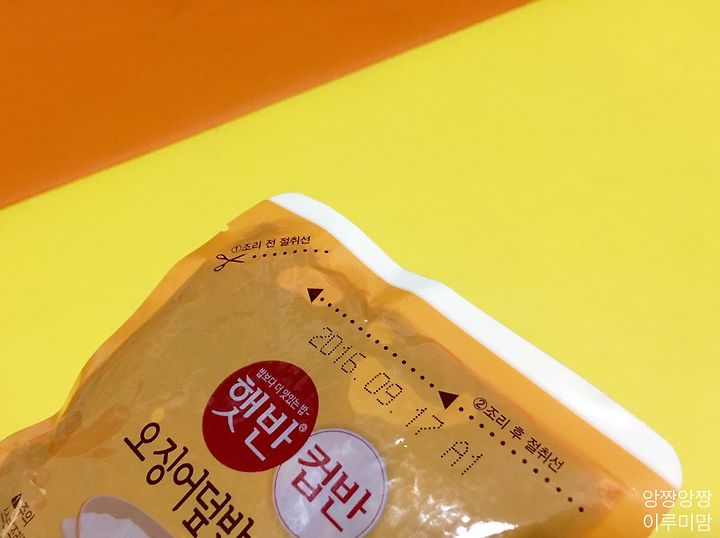 ①조리 전 절취선
2016.09.17 A1
②조리 후 절취선
밥보다 더 맛있는 밥~
햇반
컵반
오징어덮밥
앙짱앙짱
이루미맘